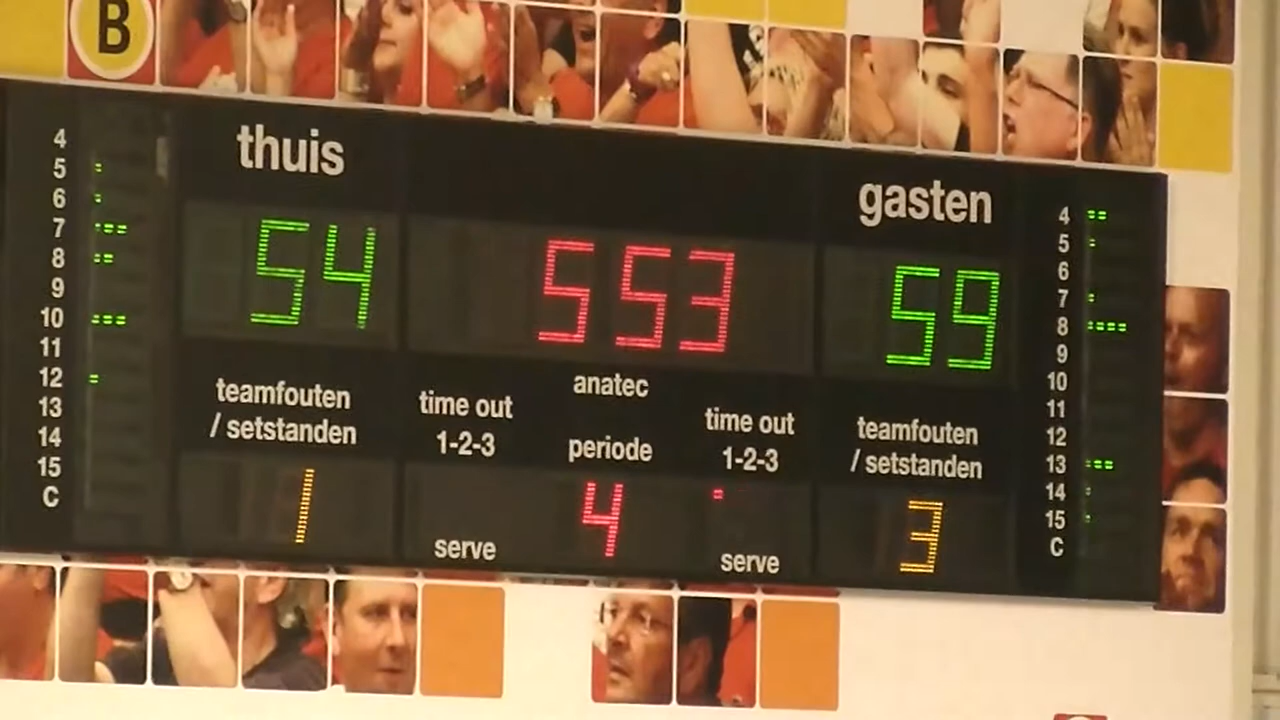 B
thuis
gasten
4
5
6
7
8
9
10
11
12
13
14
15
C
54
553
59
4
5
6
7
8
9
10
11
12
13
14
15
C
anatec
teamfouten
/ setstanden
time out
1-2-3
periode
time out
1-2-3
teamfouten
/ setstanden
1
4
3
serve
serve